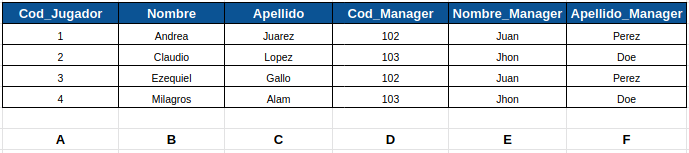 Cod_Jugador Nombre Apellido Cod_Manager Nombre_Manager Apellido_Manager
1 Andrea Juarez 102 Juan Perez
2 Claudio Lopez 103 Jhon Doe
3 Ezequiel Gallo 102 Juan Perez
4 Milagros Alam 103 Jhon Doe
A B C D E F